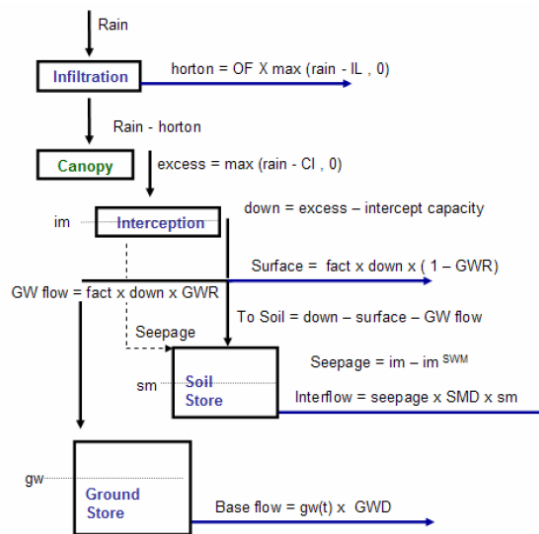 Rain
Infiltration
horton = OF X max (rain - IL , 0)
Rain - horton
Canopy
excess = max (rain - CI , 0)
im
Interception
down = excess – intercept capacity
Surface = fact x down x ( 1 – GWR)
GW flow = fact x down x GWR
To Soil = down – surface – GW flow
Seepage
Seepage = im – im SWM
sm
Soil
Store
Interflow = seepage x SMD x sm
gw
Ground
Store
Base flow = gw(t) x GWD